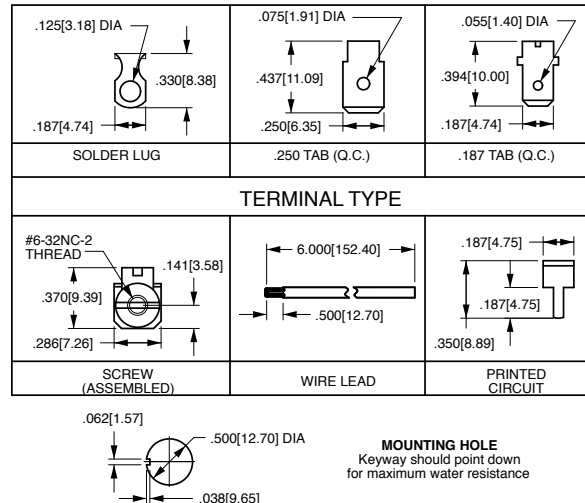 .125[3.18] DIA
.330[8.38]
.187[4.74]
SOLDER LUG
.075[1.91] DIA
.437[11.09]
.250[6.35]
.250 TAB (Q.C.)
.055[1.40] DIA
.394[10.00]
.187[4.74]
.187 TAB (Q.C.)
TERMINAL TYPE
#6-32NC-2
THREAD
.141[3.58]
.370[9.39]
.286[7.26]
SCREW
(ASSEMBLED)
6.000[152.40]
.500[12.70]
WIRE LEAD
.187[4.75]
.187[4.75]
.350[8.89]
PRINTED
CIRCUIT
.062[1.57]
.500[12.70] DIA
.038[9.65]
MOUNTING HOLE
Keyway should point down
for maximum water resistance